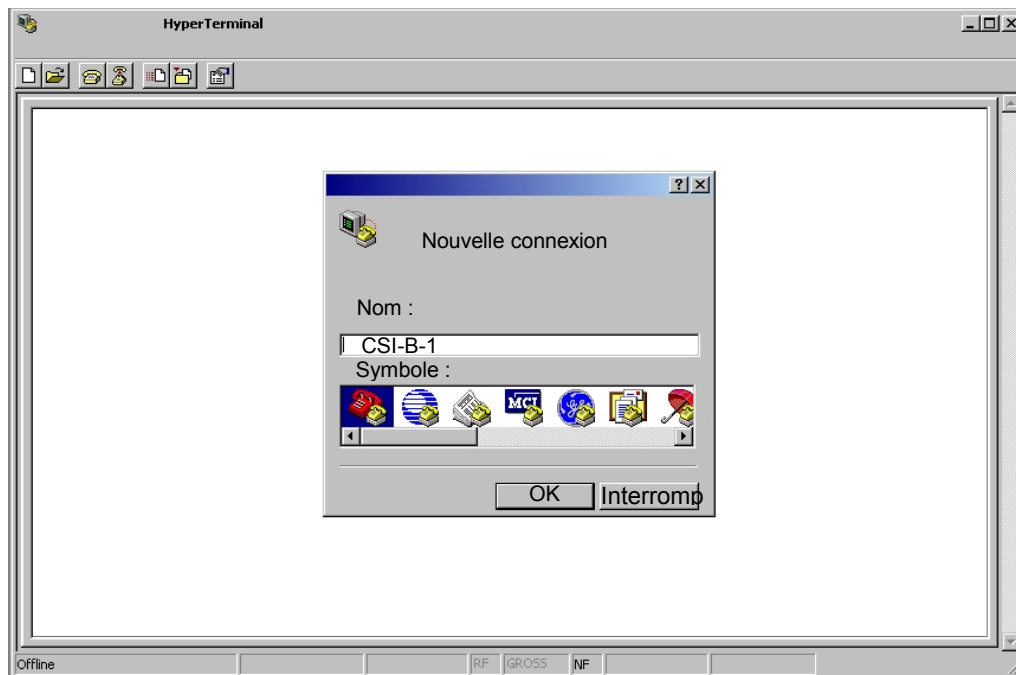 HyperTerminal
Nouvelle connexion
Nom :
CSI-B-1
Symbole :
MCI
OK Interromp
Offline RF GROSS NF